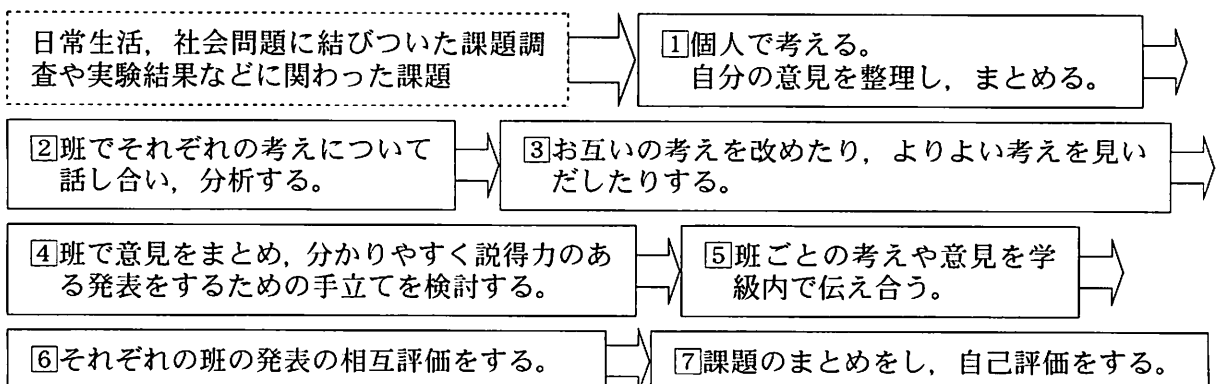 日常生活，社会問題に結びついた課題調
査や実験結果などに関わった課題
1個人で考える。
自分の意見を整理し，まとめる。
2班でそれぞれの考えについて
話し合い，分析する。
3お互いの考えを改めたり，よりよい考えを見い
だしたりする。
4班で意見をまとめ，分かりやすく説得力のあ
る発表をするための手立てを検討する。
5班ごとの考えや意見を学
級内で伝え合う。
6それぞれの班の発表の相互評価をする。
7課題のまとめをし，自己評価をする。